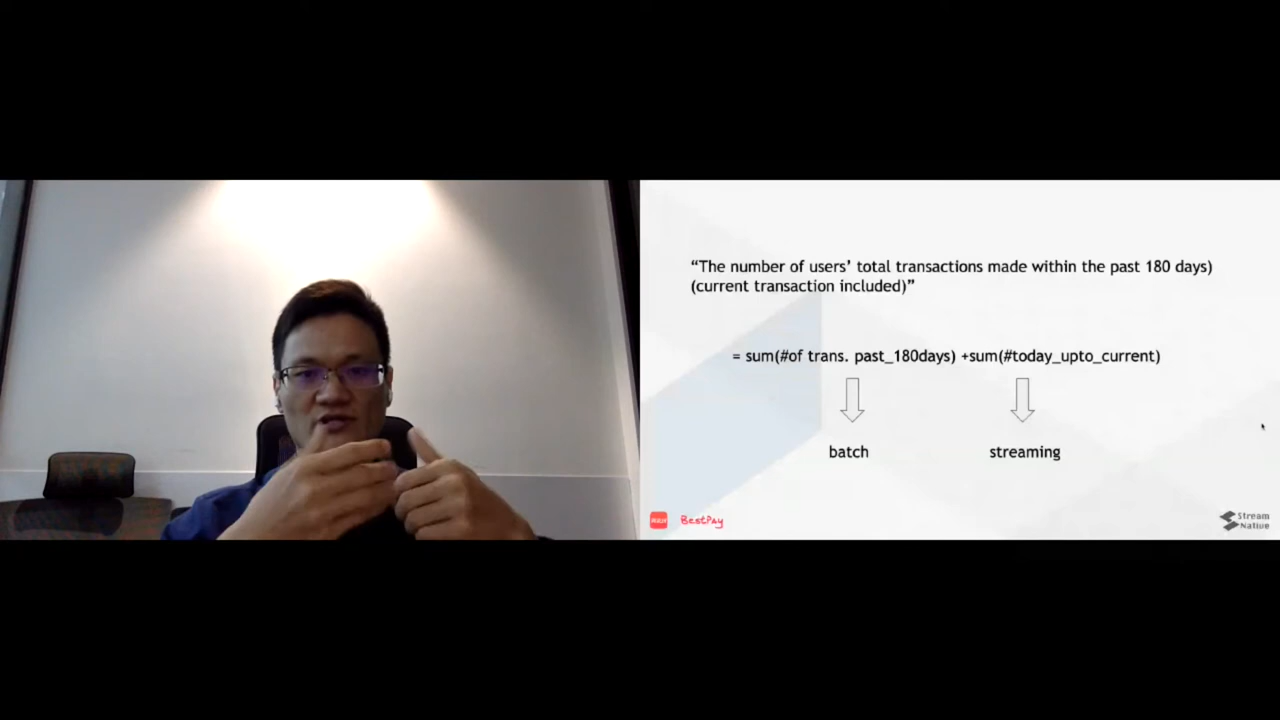 “The number of users’ total transactions made within the past 180 days)
(current transaction included)”
= sum(#of trans. past_180days) +sum(#today_upto_current)
batch
streaming
BestPay
Stream
Native